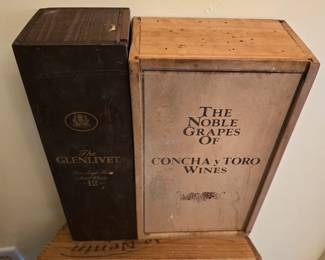 The
GLENLIVET
12
THE
NOBLE
GRAPES
OF
CONCHA y TORO
WINES